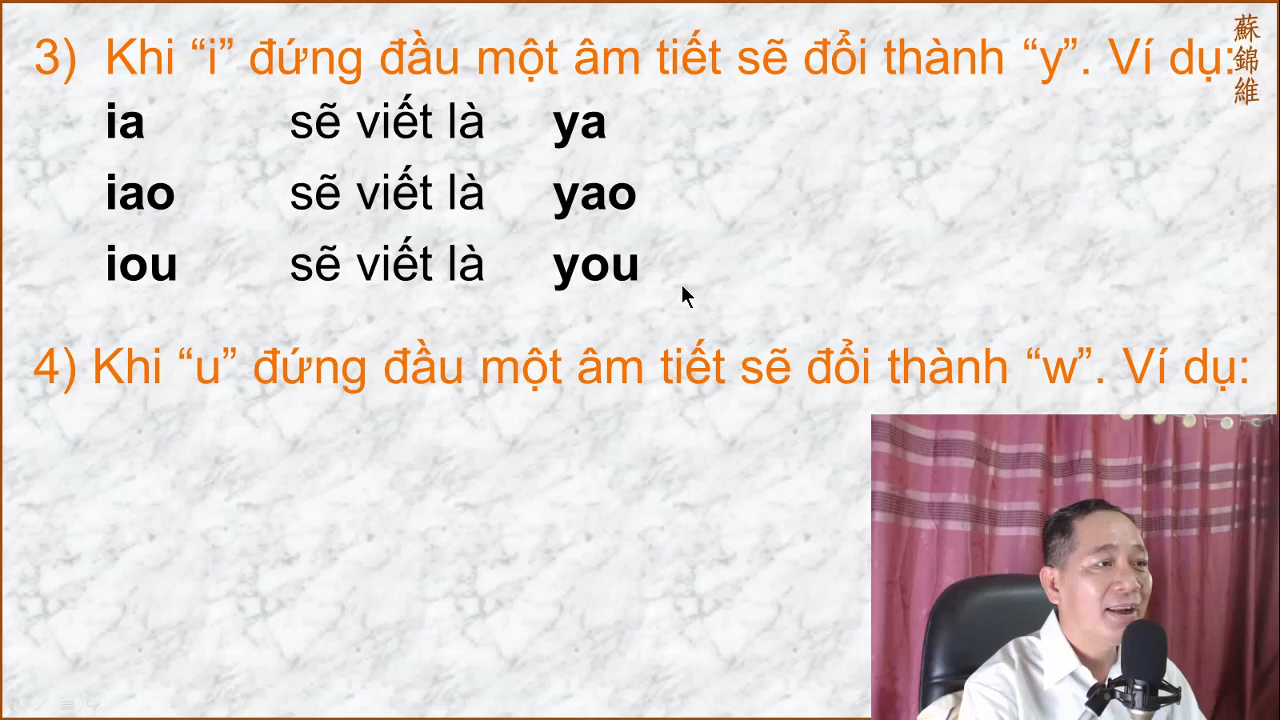 3) Khi “i” đứng đầu một âm tiết sẽ đổi thành “y”. Ví dụ:
ia sẽ viết là ya
iao sẽ viết là yao
iou sẽ viết là you
4) Khi “u” đứng đầu một âm tiết sẽ đổi thành “w”. Ví dụ:
蘇錦維